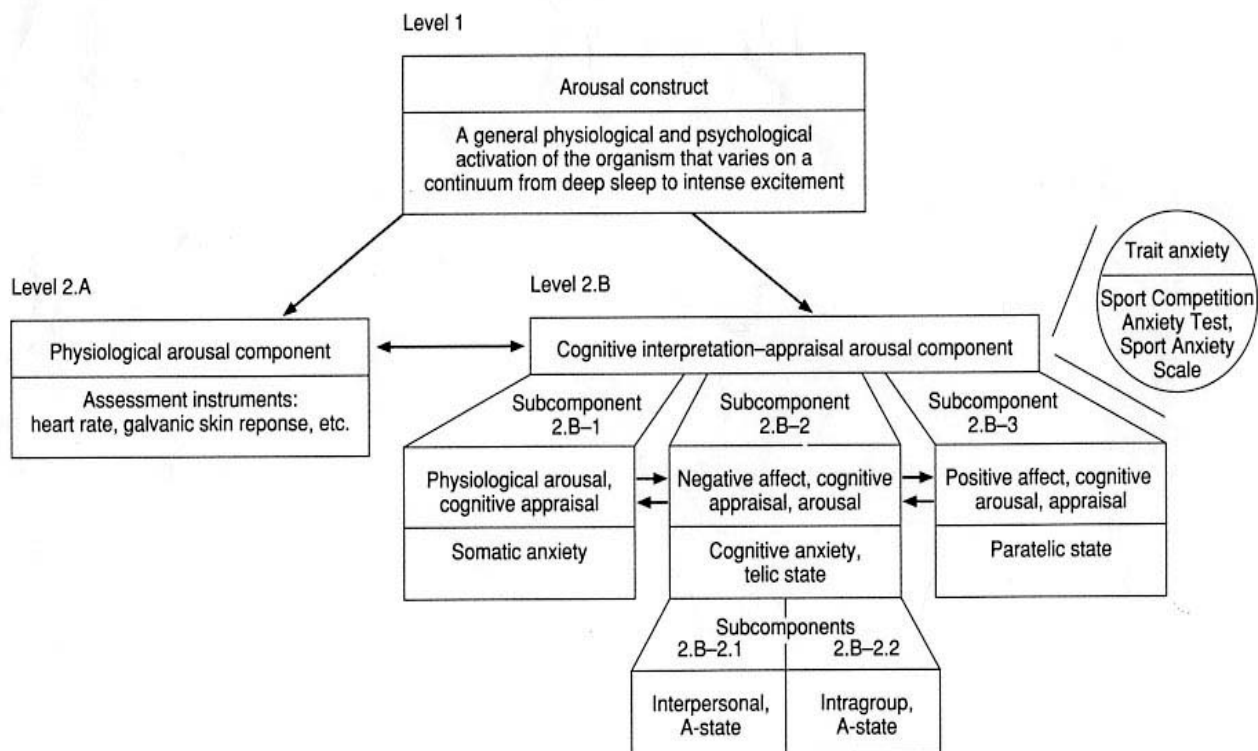 Level 1
Arousal construct
A general physiological and psychological
activation of the organism that varies on a
continuum from deep sleep to intense excitement
Trait anxiety
Sport Competition
Anxiety Test,
Sport Anxiety
Scale
Level 2.A
Physiological arousal component
Assessment instruments:
heart rate, galvanic skin reponse, etc.
Level 2.B
Cognitive interpretation–appraisal arousal component
Subcomponent
2.B–1
Subcomponent
2.B–2
Subcomponent
2.B–3
Physiological arousal,
cognitive appraisal
Negative affect, cognitive
appraisal, arousal
Positive affect, cognitive
arousal, appraisal
Somatic anxiety
Cognitive anxiety,
telic state
Paratelic state
Subcomponents
2.B–2.1
2.B–2.2
Interpersonal,
A-state
Intragroup,
A-state